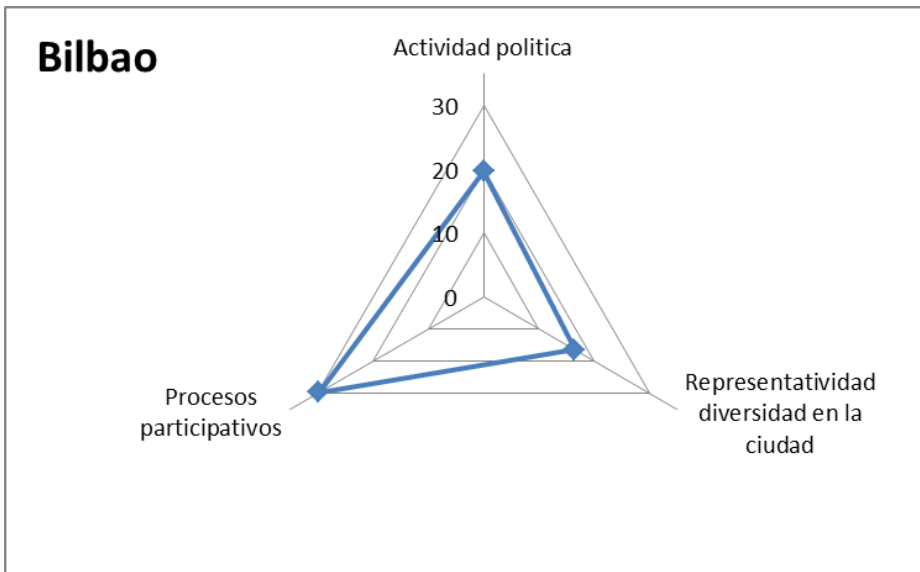 Bilbao
Actividad politica
30
20
10
0
Procesos
participativos
Representatividad
diversidad en la
ciudad